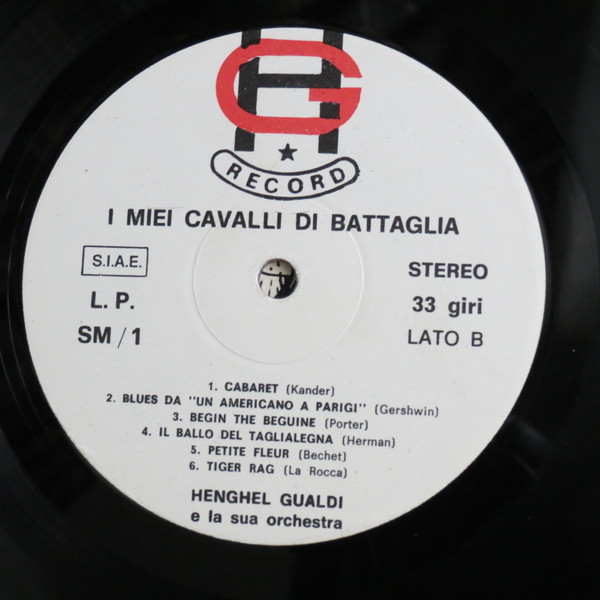 HG
RECORD
I MIEI CAVALLI DI BATTAGLIA
S.I.A.E.
STEREO
L. P.
33 giri
SM / 1
LATO B
1. CABARET (Kander)
2. BLUES DA "UN AMERICANO A PARIGI" (Gershwin)
3. BEGIN THE BEGUINE (Porter)
4. IL BALLO DEL TAGLIALEGNA (Herman)
5. PETITE FLEUR (Bechet)
6. TIGER RAG (La Rocca)
HENGHEL GUALDI
e la sua orchestra